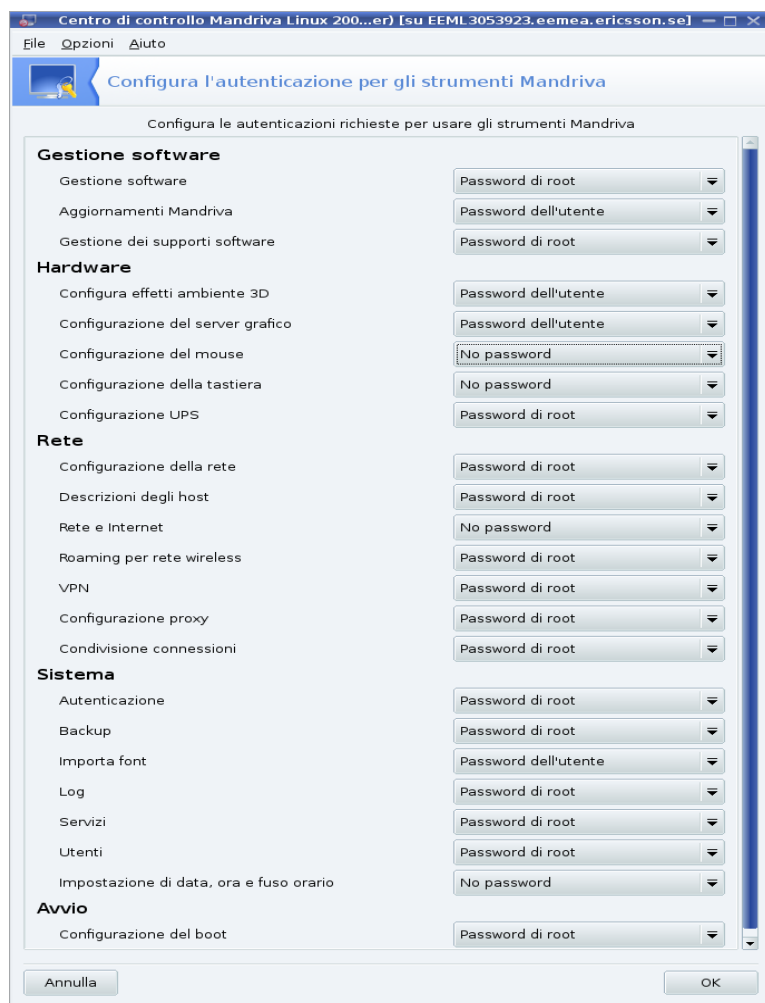 Centro di controllo Mandriva Linux 200...er) [su EEML3053923.eemea.ericsson.se]
File Opzioni Aiuto
Configura l'autenticazione per gli strumenti Mandriva
Configura le autenticazioni richieste per usare gli strumenti Mandriva
Gestione software
Gestione software Password di root
Aggiornamenti Mandriva Password dell'utente
Gestione dei supporti software Password di root
Hardware
Configura effetti ambiente 3D Password dell'utente
Configurazione del server grafico Password dell'utente
Configurazione del mouse No password
Configurazione della tastiera No password
Configurazione UPS Password di root
Rete
Configurazione della rete Password di root
Descrizioni degli host Password di root
Rete e Internet No password
Roaming per rete wireless Password di root
VPN Password di root
Configurazione proxy Password di root
Condivisione connessioni Password di root
Sistema
Autenticazione Password di root
Backup Password di root
Importa font Password dell'utente
Log Password di root
Servizi Password di root
Utenti Password di root
Impostazione di data, ora e fuso orario No password
Avvio
Configurazione del boot Password di root
Annulla OK